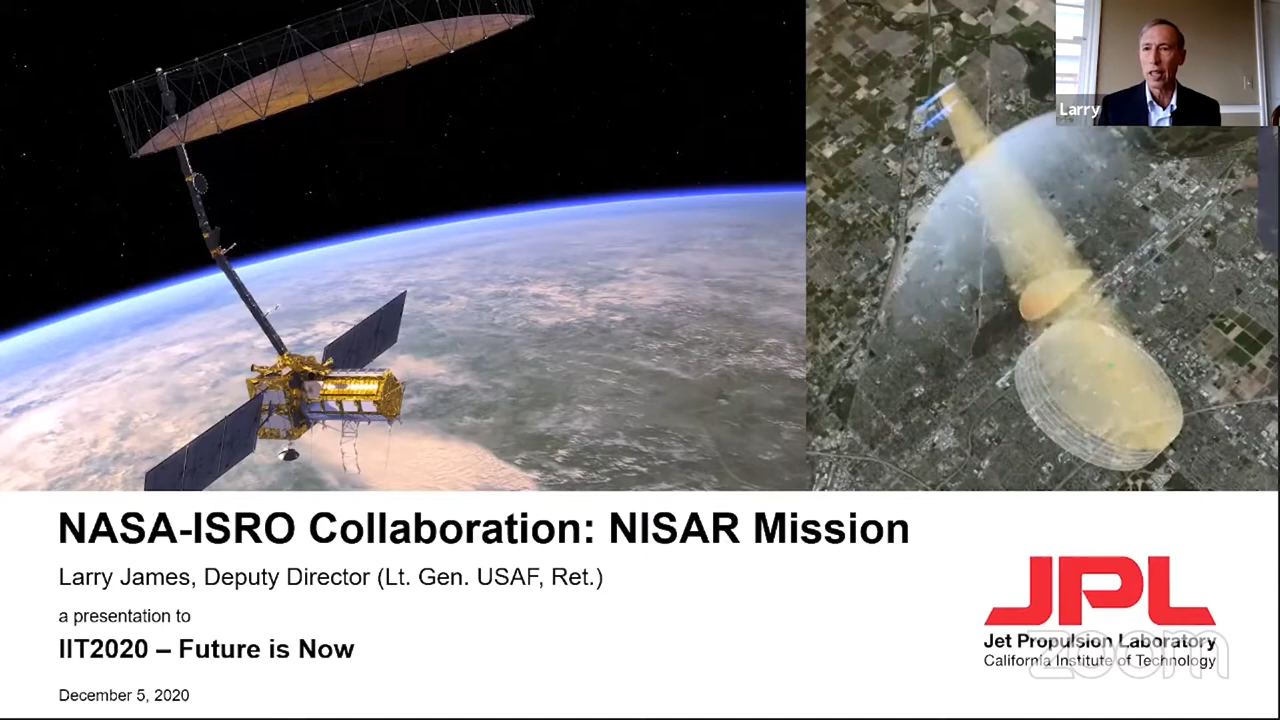 Larry
NASA-ISRO Collaboration: NISAR Mission
Larry James, Deputy Director (Lt. Gen. USAF, Ret.)
a presentation to
IIT2020 – Future is Now
December 5, 2020
JPL
Jet Propulsion Laboratory
California Institute of Technology
zoom